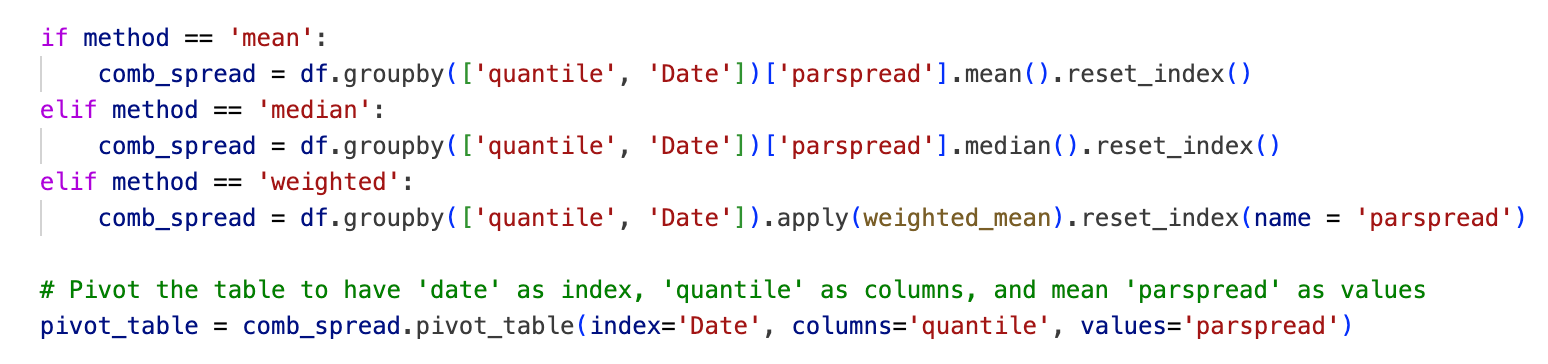 if method == 'mean':
    comb_spread = df.groupby(['quantile', 'Date'])['parspread'].mean().reset_index()
elif method == 'median':
    comb_spread = df.groupby(['quantile', 'Date'])['parspread'].median().reset_index()
elif method == 'weighted':
    comb_spread = df.groupby(['quantile', 'Date']).apply(weighted_mean).reset_index(name = 'parspread')

# Pivot the table to have 'date' as index, 'quantile' as columns, and mean 'parspread' as values
pivot_table = comb_spread.pivot_table(index='Date', columns='quantile', values='parspread')